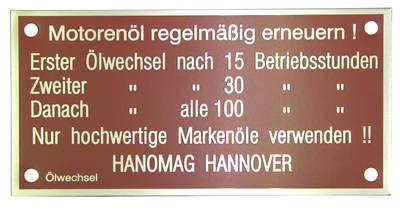 Motorenöl regelmäßig erneuern !
Erster Ölwechsel nach 15 Betriebsstunden
Zweiter " " 30 " "
Danach " alle 100 " "
Nur hochwertige Markenöle verwenden !!
HANOMAG HANNOVER
Ölwechsel